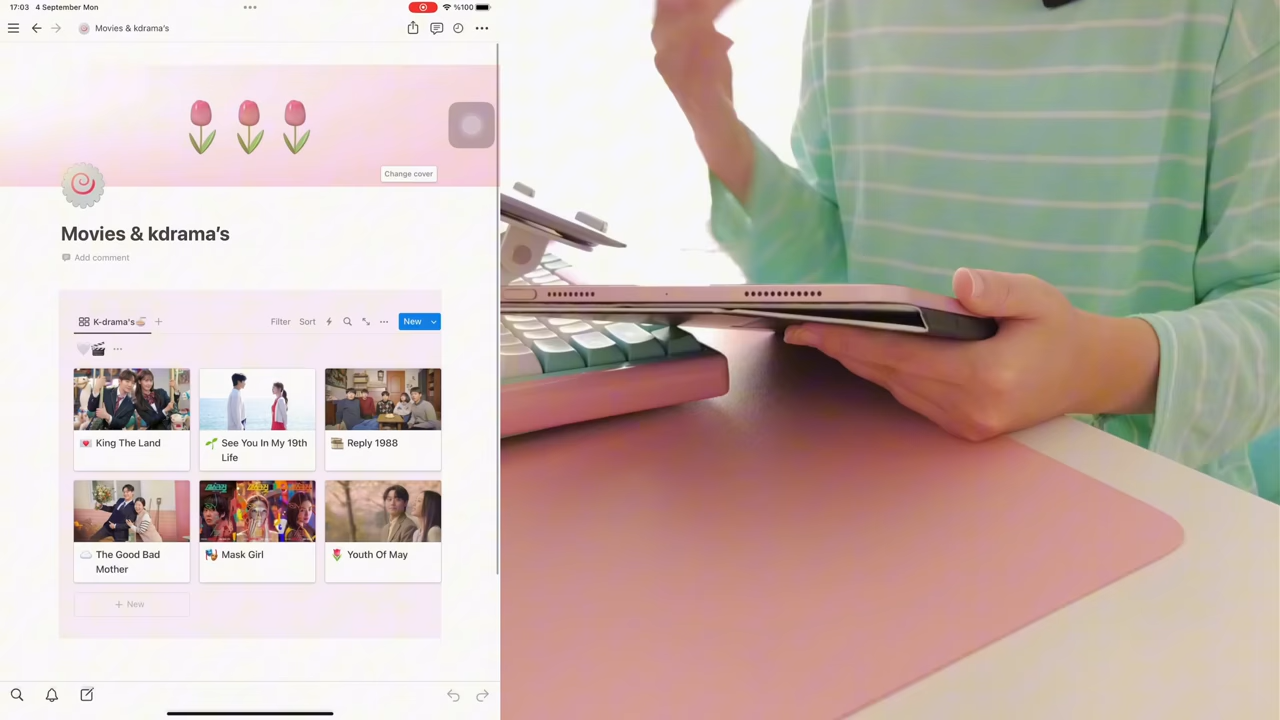 17:03 4 September Mon
%100
Movies & kdrama's
Change cover
Movies & kdrama's
Add comment
K-drama's
Filter Sort New
King The Land
See You In My 19th
Life
Reply 1988
The Good Bad
Mother
Mask Girl
Youth Of May
+ New